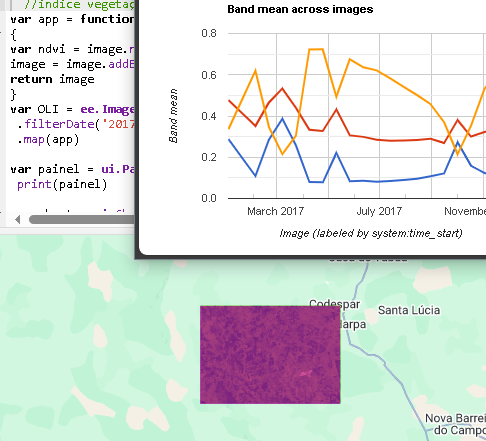 //índice vegetaç
var app = function
{
var ndvi = image.n
image = image.addB
return image
}
var OLI = ee.Image
.filterDate('2017
.map(app)
var painel = ui.Pa
print(painel)
Band mean across images
0.8
0.6
0.4
0.2
0.0
Band mean
March 2017
July 2017
Novembe
Image (labeled by system:time_start)
Codespar
Harpa
Santa Lúcia
Nova Barrei
do Campo